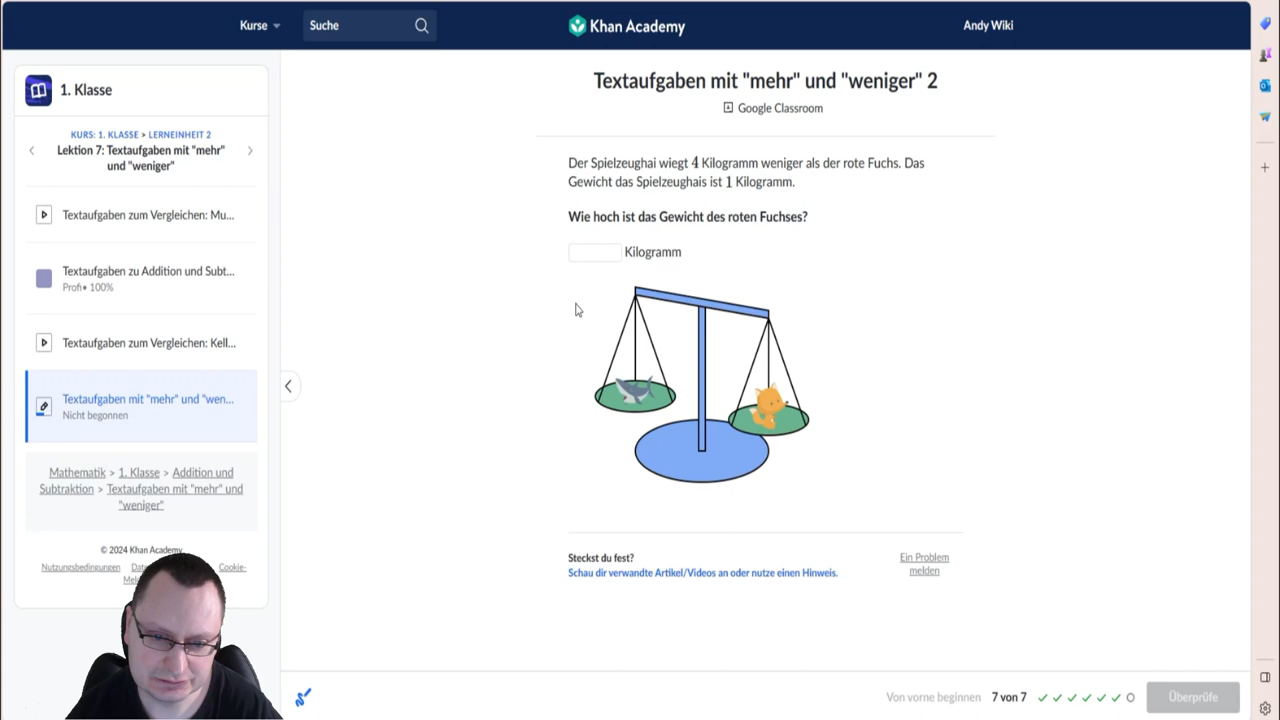 Kurse
Suche
Khan Academy
Andy Wiki
1. Klasse
KURS: 1. KLASSE > LERNEINHEIT 2
Lektion 7: Textaufgaben mit "mehr"
und "weniger"
Textaufgaben zum Vergleichen: Mu...
Textaufgaben zu Addition und Subt...
Profi • 100%
Textaufgaben zum Vergleichen: Kell...
Textaufgaben mit "mehr" und "wen...
Nicht begonnen
Mathematik > 1. Klasse > Addition und
Subtraktion > Textaufgaben mit "mehr" und
"weniger"
© 2024 Khan Academy
Nutzungsbedingungen Cookie-
Textaufgaben mit "mehr" und "weniger" 2
Google Classroom
Der Spielzeughai wiegt 4 Kilogramm weniger als der rote Fuchs. Das
Gewicht das Spielzeughais ist 1 Kilogramm.
Wie hoch ist das Gewicht des roten Fuchses?
Kilogramm
Steckst du fest?
Schau dir verwandte Artikel/Videos an oder nutze einen Hinweis.
Ein Problem
melden
Von vorne beginnen 7 von 7 Überprüfe